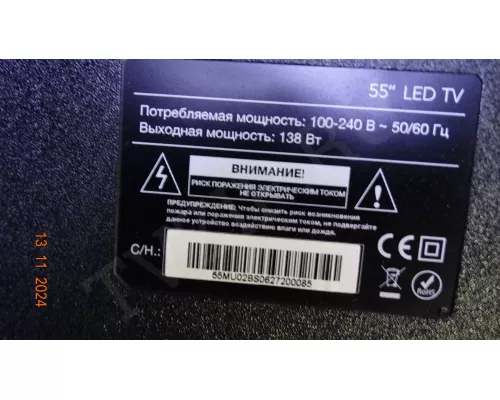 55" LED TV
Потребляемая мощность: 100-240 В ~ 50/60 Гц
Выходная мощность: 138 Вт
ВНИМАНИЕ!
РИСК ПОРАЖЕНИЯ ЭЛЕКТРИЧЕСКИМ ТОКОМ
НЕ ОТКРЫВАТЬ
ПРЕДУПРЕЖДЕНИЕ: Чтобы снизить риск возникновения
пожара или поражения электрическим током, не подвергайте
данное устройство воздействию влаги или дождя.
С/Н.:
55MU02BS0627200085
CE
RoHS
13 11 2024